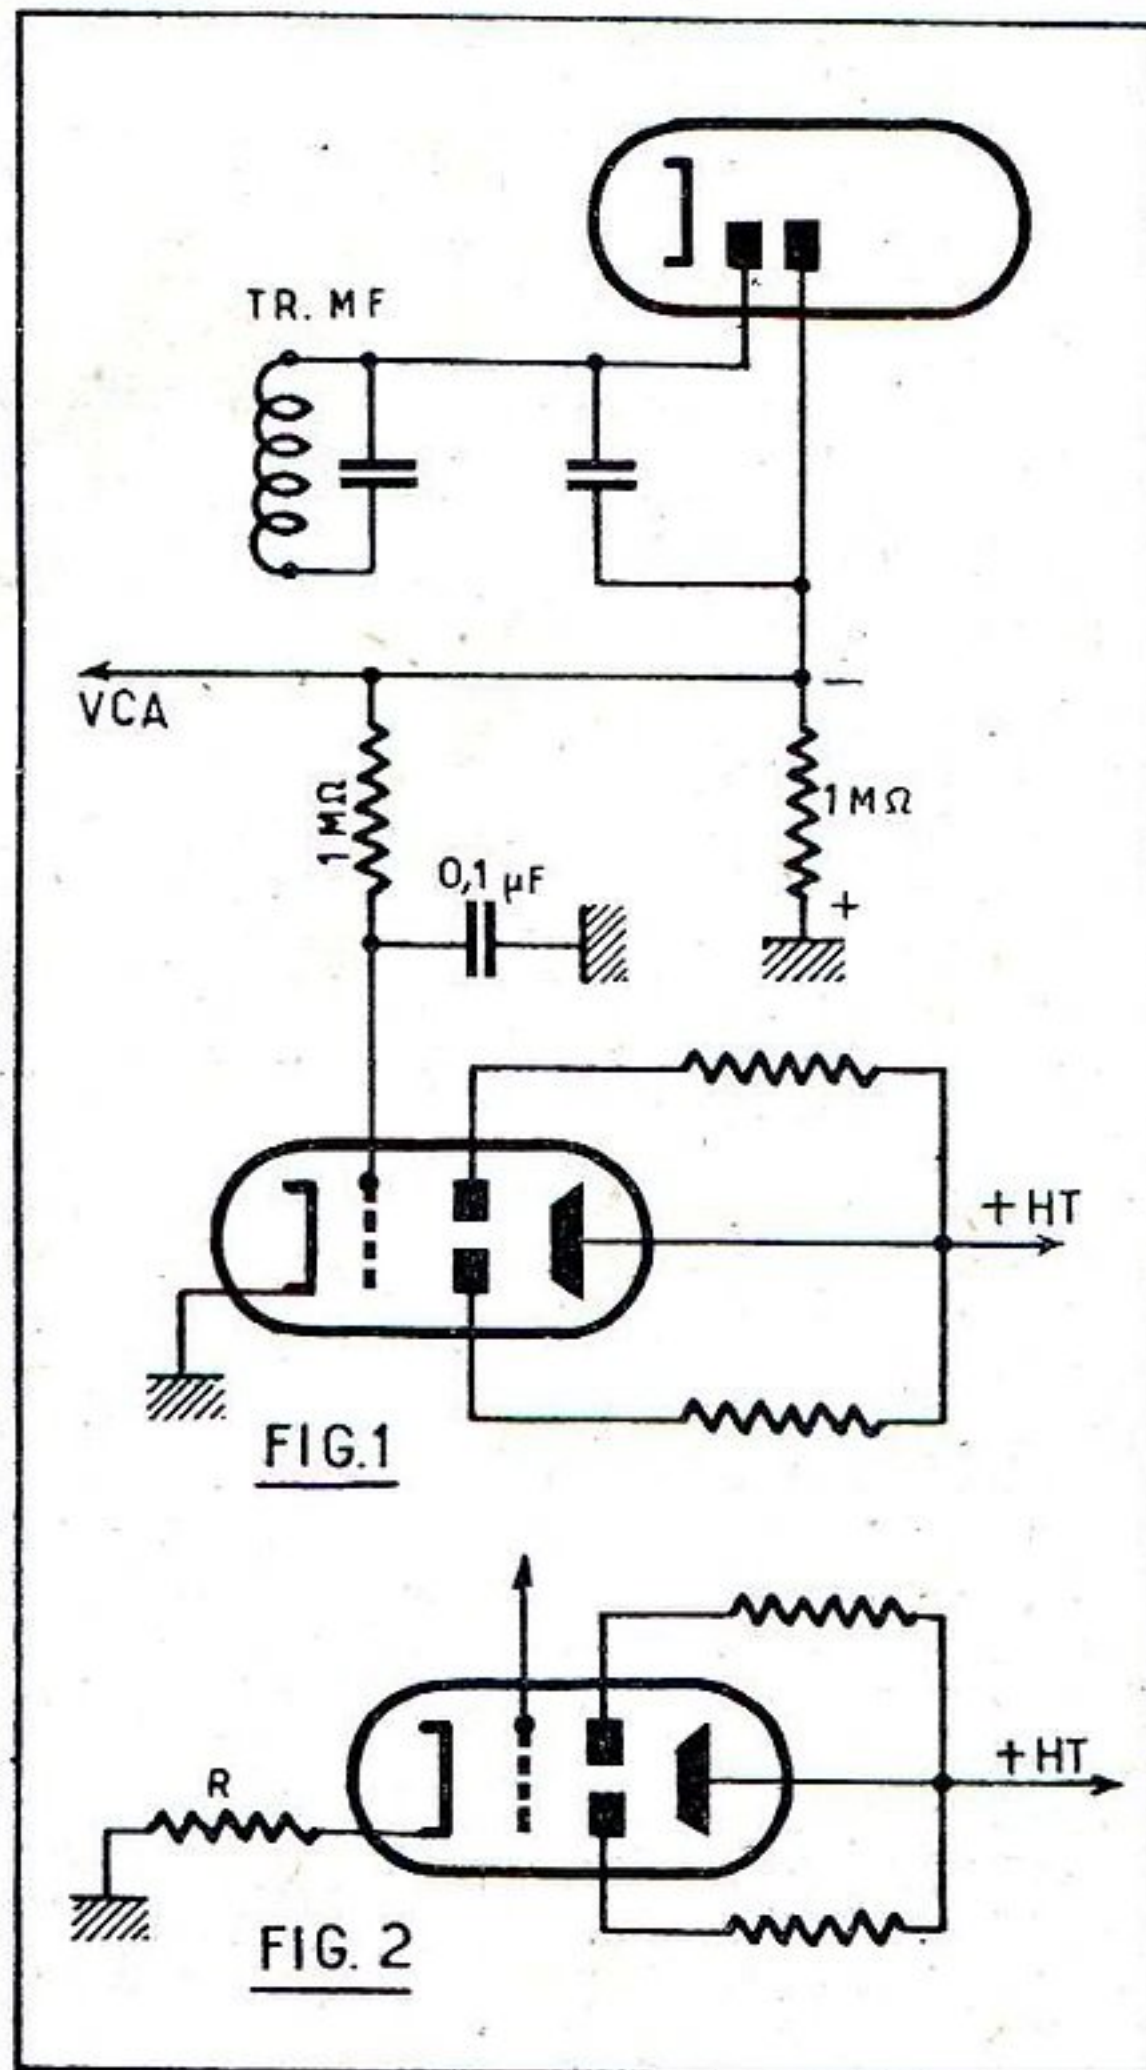 TR. MF
VCA
1 MΩ
1 MΩ
0,1 µF
+
−
+ HT
FIG.1
R
+ HT
FIG. 2